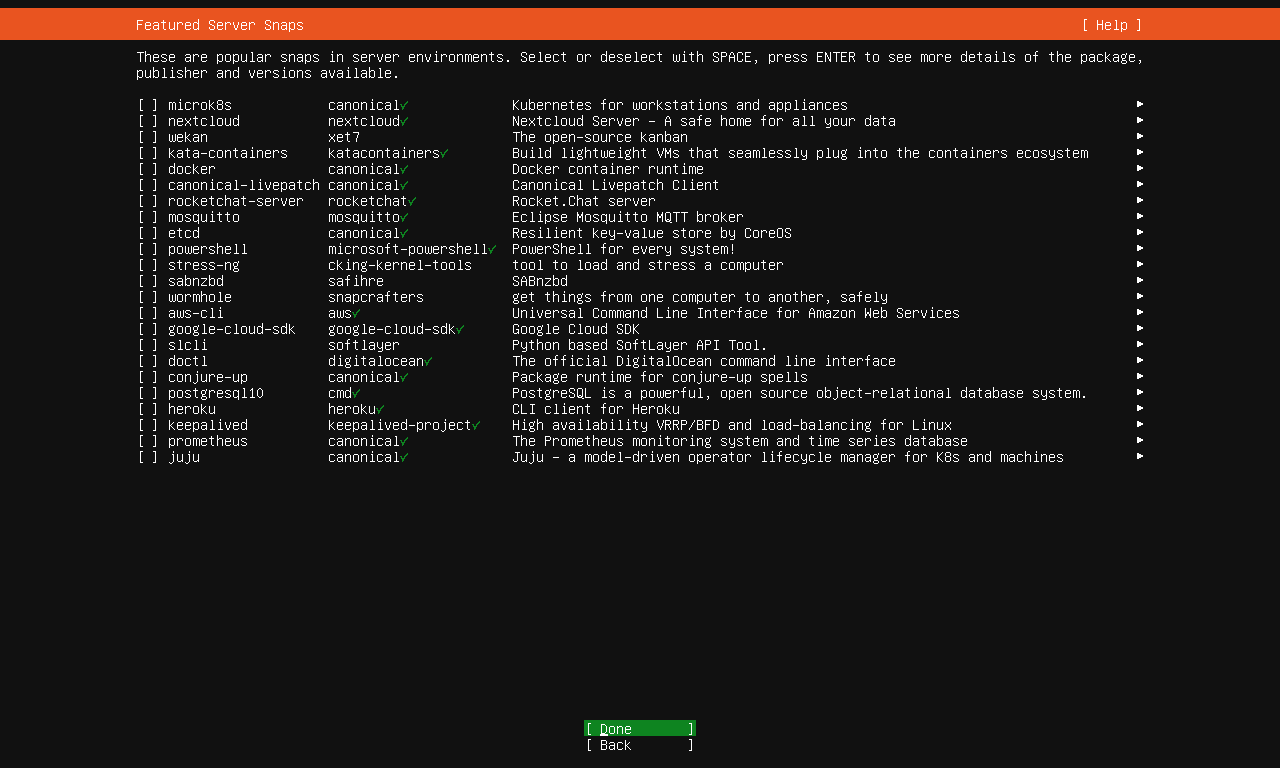 Featured Server Snaps [ Help ]
These are popular snaps in server environments. Select or deselect with SPACE, press ENTER to see more details of the package,
publisher and versions available.
[ ] microk8s canonical✓ Kubernetes for workstations and appliances ▸
[ ] nextcloud nextcloud✓ Nextcloud Server - A safe home for all your data ▸
[ ] wekan xet7 The open-source kanban ▸
[ ] kata-containers katacontainers✓ Build lightweight VMs that seamlessly plug into the containers ecosystem ▸
[ ] docker canonical✓ Docker container runtime ▸
[ ] canonical-livepatch canonical✓ Canonical Livepatch Client ▸
[ ] rocketchat-server rocketchat✓ Rocket.Chat server ▸
[ ] mosquitto mosquitto✓ Eclipse Mosquitto MQTT broker ▸
[ ] etcd canonical✓ Resilient key-value store by CoreOS ▸
[ ] powershell microsoft-powershell✓ PowerShell for every system! ▸
[ ] stress-ng cking-kernel-tools tool to load and stress a computer ▸
[ ] sabnzbd safihre SABnzbd ▸
[ ] wormhole snapcrafters get things from one computer to another, safely ▸
[ ] aws-cli aws✓ Universal Command Line Interface for Amazon Web Services ▸
[ ] google-cloud-sdk google-cloud-sdk✓ Google Cloud SDK ▸
[ ] slcli softlayer Python based SoftLayer API Tool. ▸
[ ] doctl digitalocean✓ The official DigitalOcean command line interface ▸
[ ] conjure-up canonical✓ Package runtime for conjure-up spells ▸
[ ] postgresql10 cmd✓ PostgreSQL is a powerful, open source object-relational database system. ▸
[ ] heroku heroku✓ CLI client for Heroku ▸
[ ] keepalived keepalived-project✓ High availability VRRP/BFD and load-balancing for Linux ▸
[ ] prometheus canonical✓ The Prometheus monitoring system and time series database ▸
[ ] juju canonical✓ Juju - a model-driven operator lifecycle manager for K8s and machines ▸
[ Done ]
[ Back ]